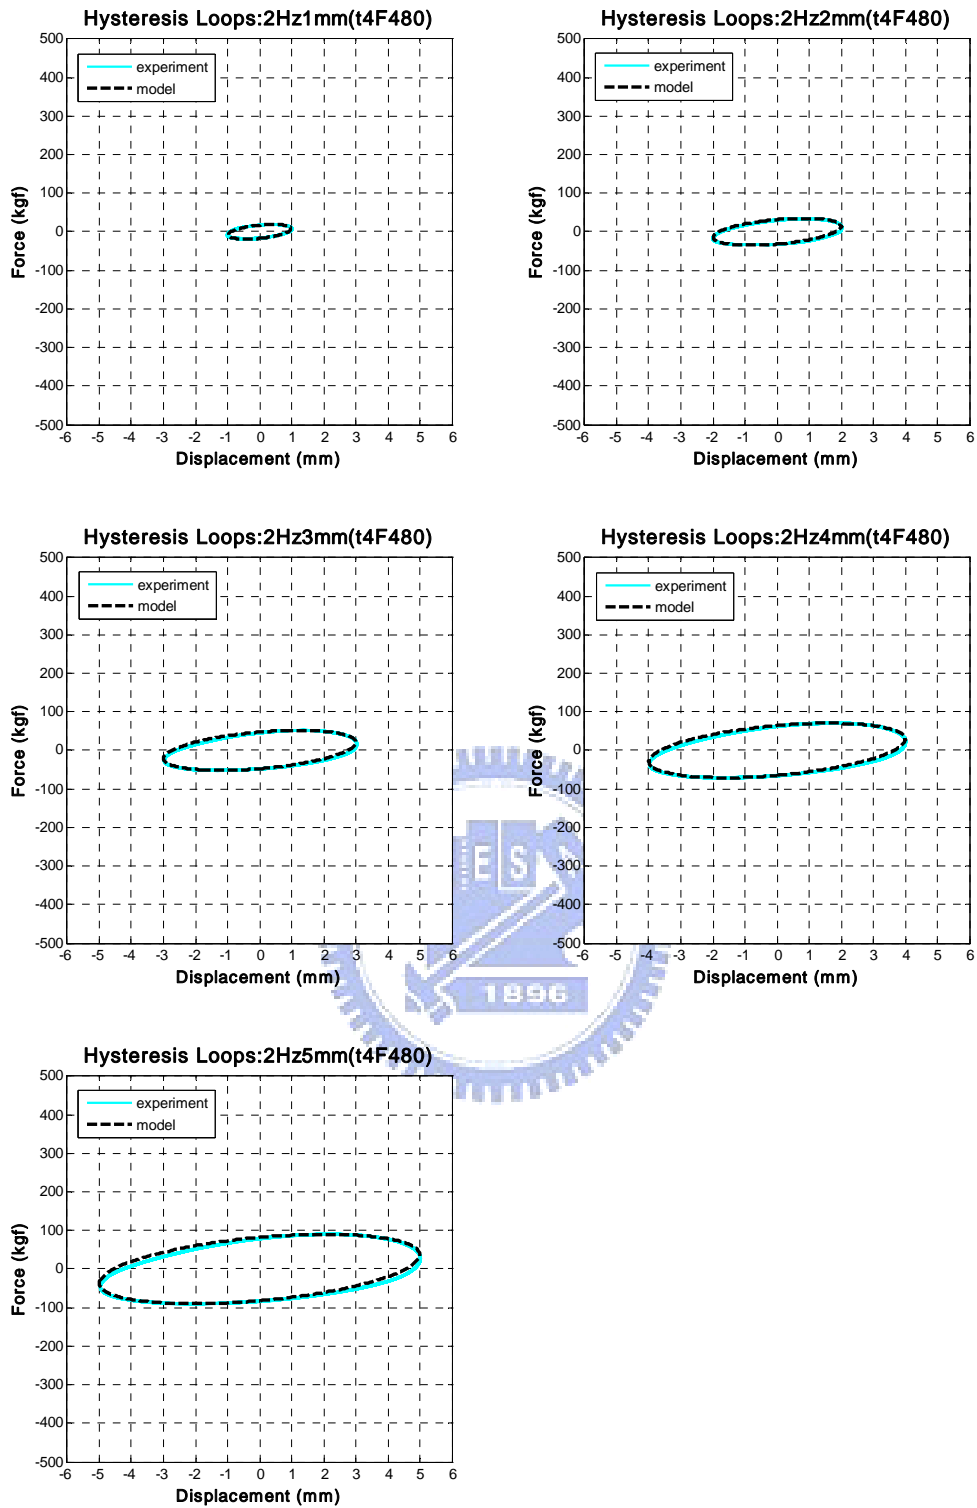 Hysteresis Loops:2Hz1mm(t4F480)
500
400
300
200
100
0
-100
-200
-300
-400
-500
Force (kgf)
experiment
model
-6 -5 -4 -3 -2 -1 0 1 2 3 4 5 6
Displacement (mm)
Hysteresis Loops:2Hz2mm(t4F480)
500
400
300
200
100
0
-100
-200
-300
-400
-500
Force (kgf)
experiment
model
-6 -5 -4 -3 -2 -1 0 1 2 3 4 5 6
Displacement (mm)
Hysteresis Loops:2Hz3mm(t4F480)
500
400
300
200
100
0
-100
-200
-300
-400
-500
Force (kgf)
experiment
model
-6 -5 -4 -3 -2 -1 0 1 2 3 4 5 6
Displacement (mm)
Hysteresis Loops:2Hz4mm(t4F480)
500
400
300
200
100
0
-100
-200
-300
-400
-500
Force (kgf)
experiment
model
-6 -5 -4 -3 -2 -1 0 1 2 3 4 5 6
Displacement (mm)
E S
1896
Hysteresis Loops:2Hz5mm(t4F480)
500
400
300
200
100
0
-100
-200
-300
-400
-500
Force (kgf)
experiment
model
-6 -5 -4 -3 -2 -1 0 1 2 3 4 5 6
Displacement (mm)